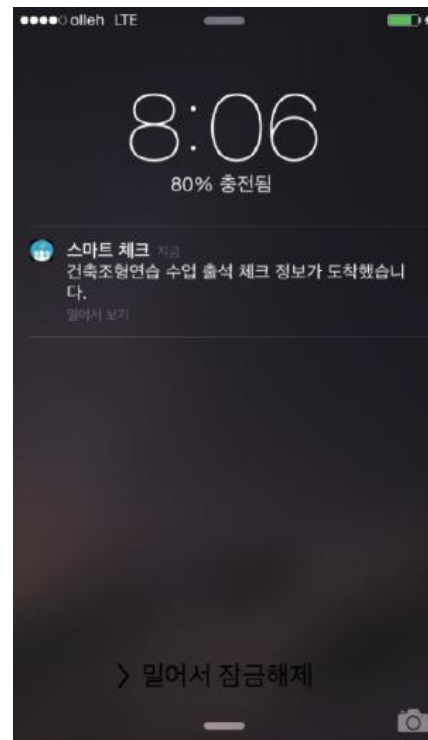 olleh LTE
8:06
80% 충전됨
스마트 체크 지금
건축조형연습 수업 출석 체크 정보가 도착했습니
다.
밀어서 보기
> 밀어서 잠금해제